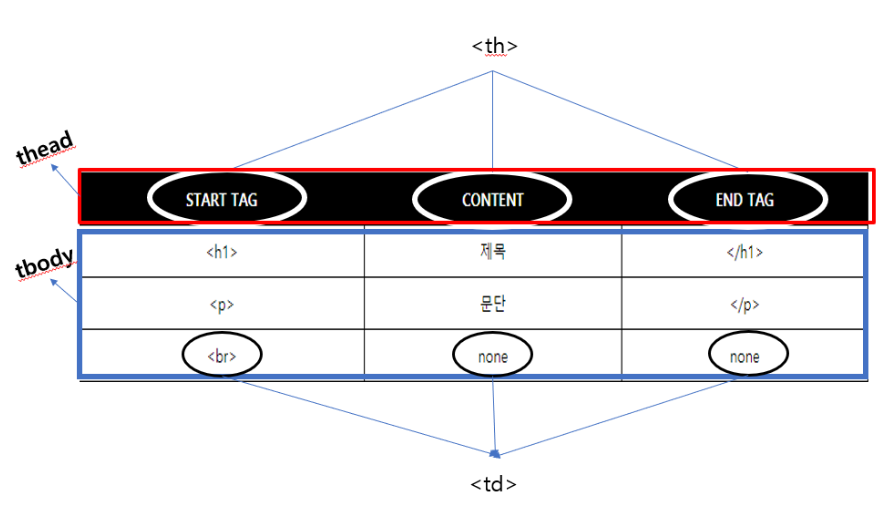 <th>
thead
START TAG CONTENT END TAG
<h1> 제목 </h1>
tbody
<p> 문단 </p>
<br> none none
<td>